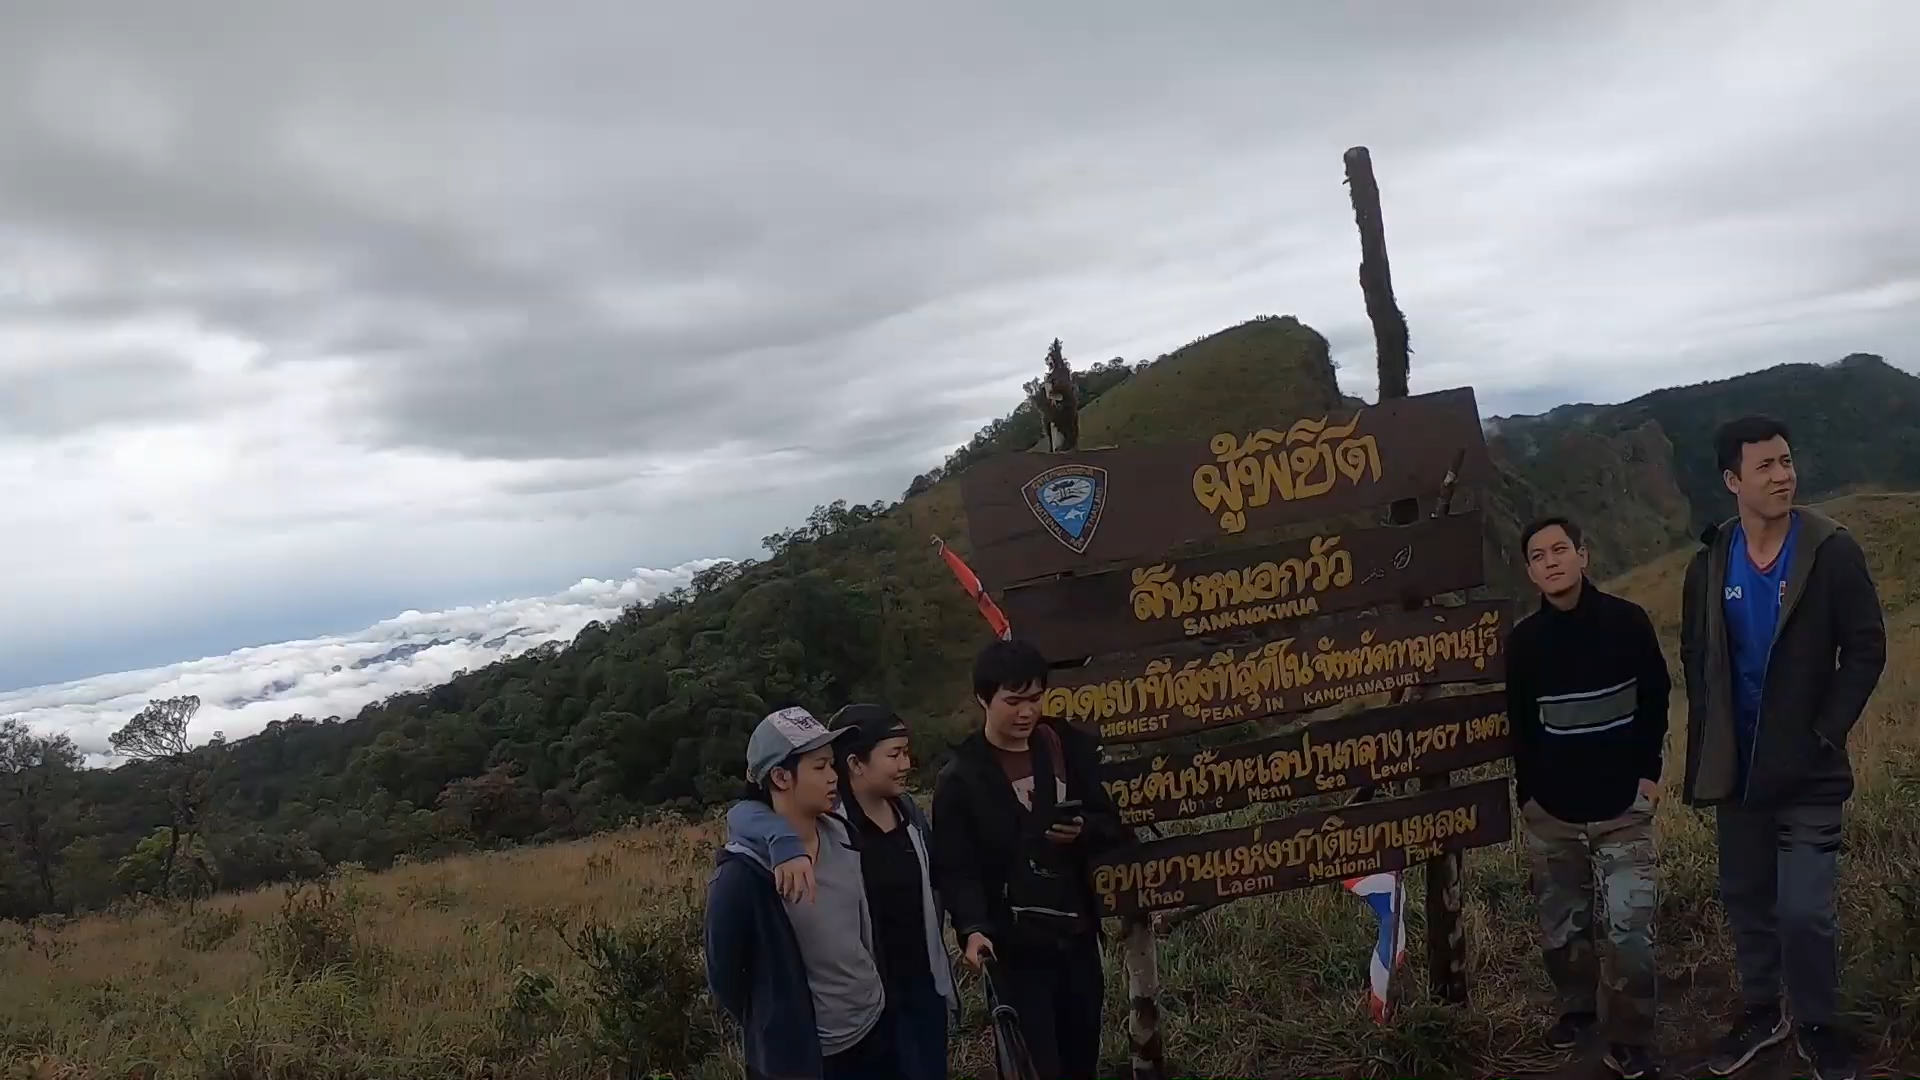 ผู้พิชิต
NATIONAL PARK
สันหนอกวัว
SANKNOKWUA
ยอดเขาที่สูงที่สุดใน จังหวัดกาญจนบุรี
HIGHEST PEAK IN KANCHANABURI
ระดับน้ำทะเลปานกลาง 1,767 เมตร
Above Mean Sea Level
อุทยานแห่งชาติเขาแหลม
Khao Laem National Park